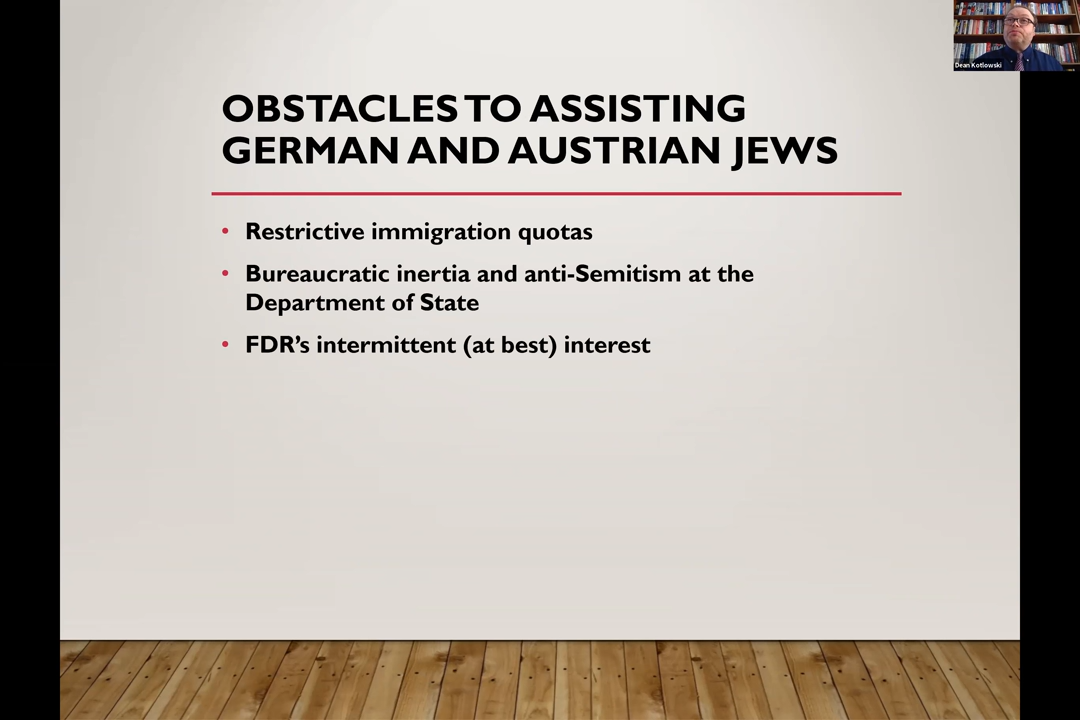 OBSTACLES TO ASSISTING
GERMAN AND AUSTRIAN JEWS
• Restrictive immigration quotas
• Bureaucratic inertia and anti-Semitism at the
Department of State
• FDR’s intermittent (at best) interest
Dean Kotlowski